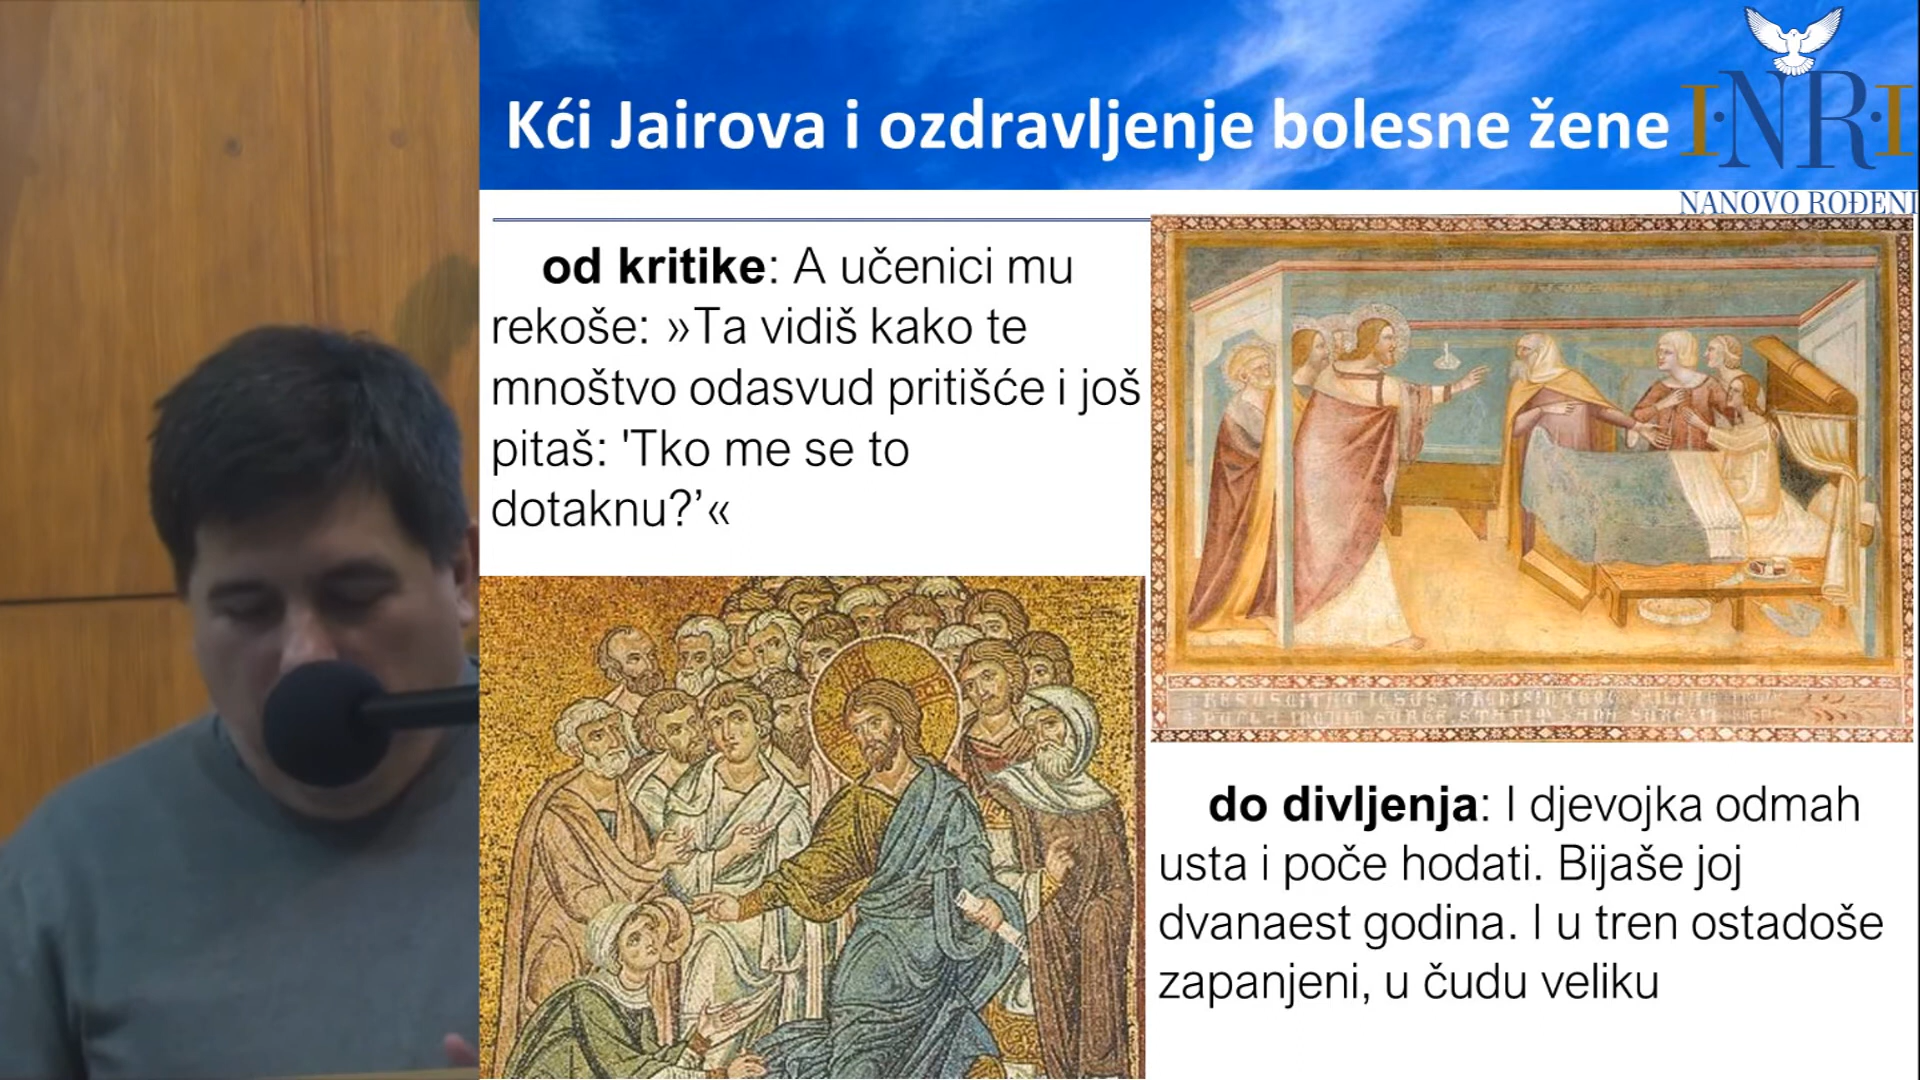 Kći Jairova i ozdravljenje bolesne žene
I·NR·I
NANOVO ROĐENI
od kritike: A učenici mu
rekoše: »Ta vidiš kako te
mnoštvo odasvud pritišće i još
pitaš: 'Tko me se to
dotaknu?’«
do divljenja: I djevojka odmah
usta i poče hodati. Bijaše joj
dvanaest godina. I u tren ostadoše
zapanjeni, u čudu veliku